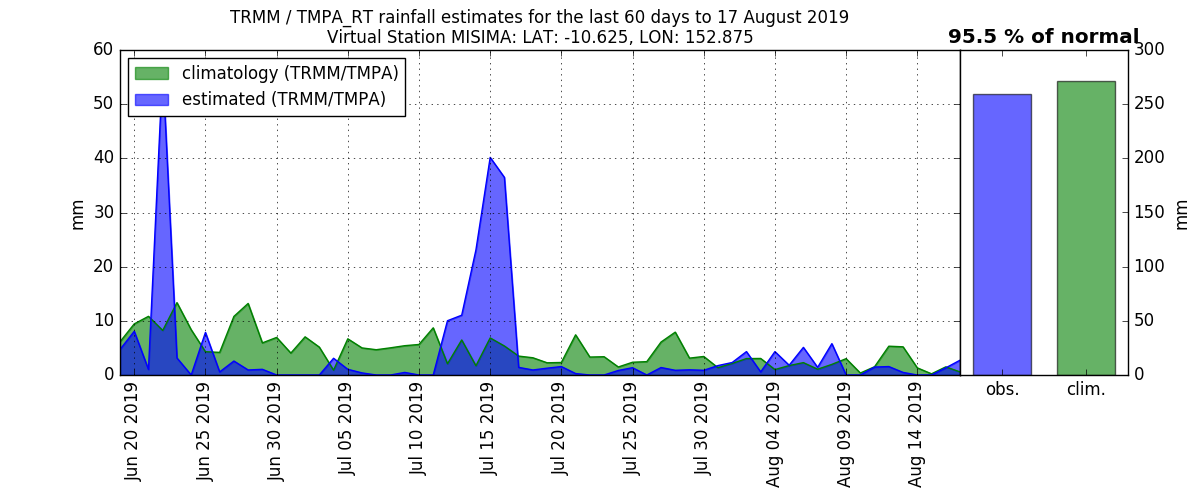 TRMM / TMPA_RT rainfall estimates for the last 60 days to 17 August 2019
Virtual Station MISIMA: LAT: -10.625, LON: 152.875
95.5 % of normal
climatology (TRMM/TMPA)
estimated (TRMM/TMPA)
60
50
40
30
20
10
0
mm
Jun 20 2019
Jun 25 2019
Jun 30 2019
Jul 05 2019
Jul 10 2019
Jul 15 2019
Jul 20 2019
Jul 25 2019
Jul 30 2019
Aug 04 2019
Aug 09 2019
Aug 14 2019
obs.
clim.
300
250
200
150
100
50
0
mm